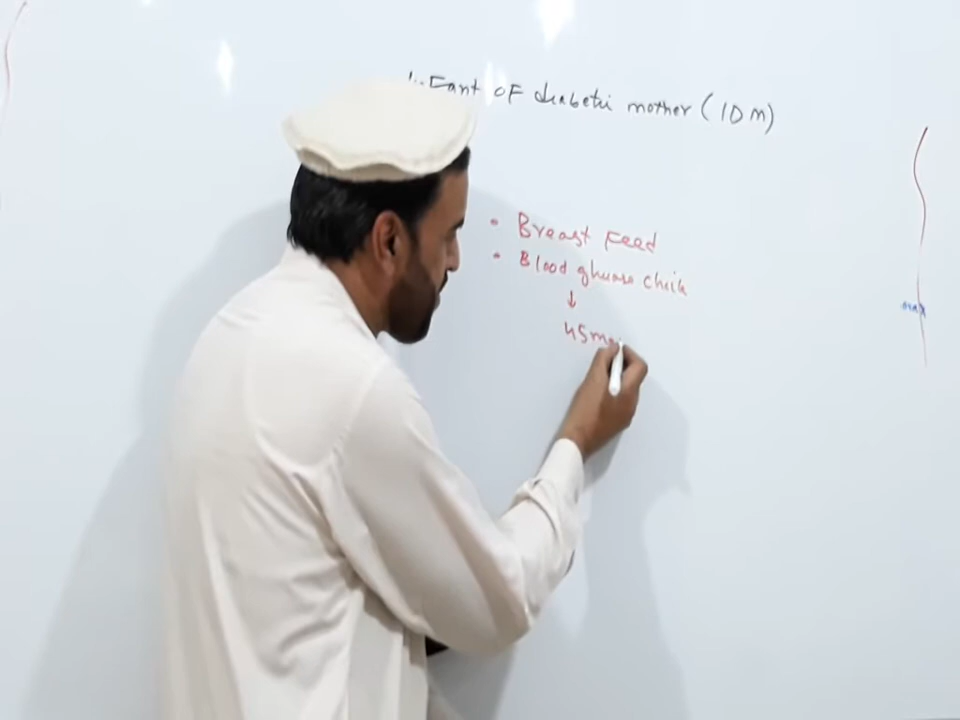 Infant OF diabetic mother (IDM)
• Breast Feed
• Blood glucose check
↓
45mg